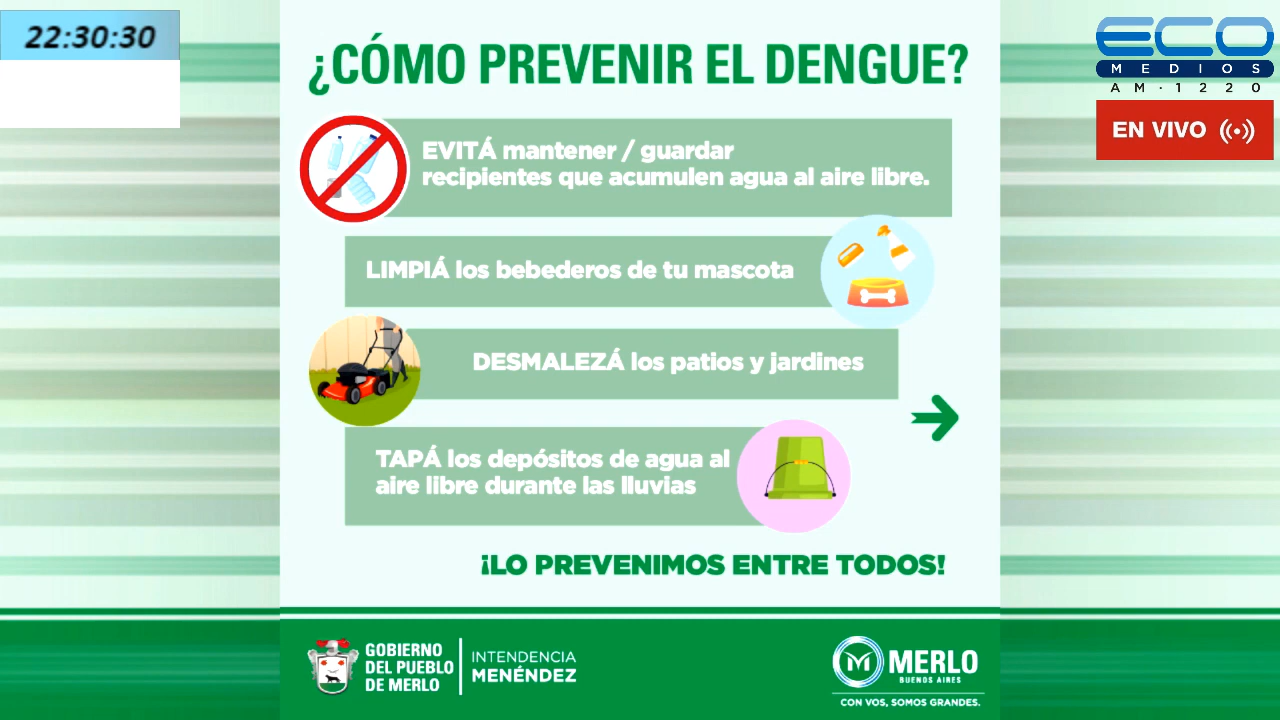 22:30:30
¿CÓMO PREVENIR EL DENGUE?
ECO
MEDIOS
AM·1220
EN VIVO
EVITÁ mantener / guardar
recipientes que acumulen agua al aire libre.
LIMPIÁ los bebederos de tu mascota
DESMALEZÁ los patios y jardines
TAPÁ los depósitos de agua al
aire libre durante las lluvias
¡LO PREVENIMOS ENTRE TODOS!
GOBIERNO
DEL PUEBLO
DE MERLO
INTENDENCIA
MENÉNDEZ
MERLO
BUENOS AIRES
CON VOS, SOMOS GRANDES.